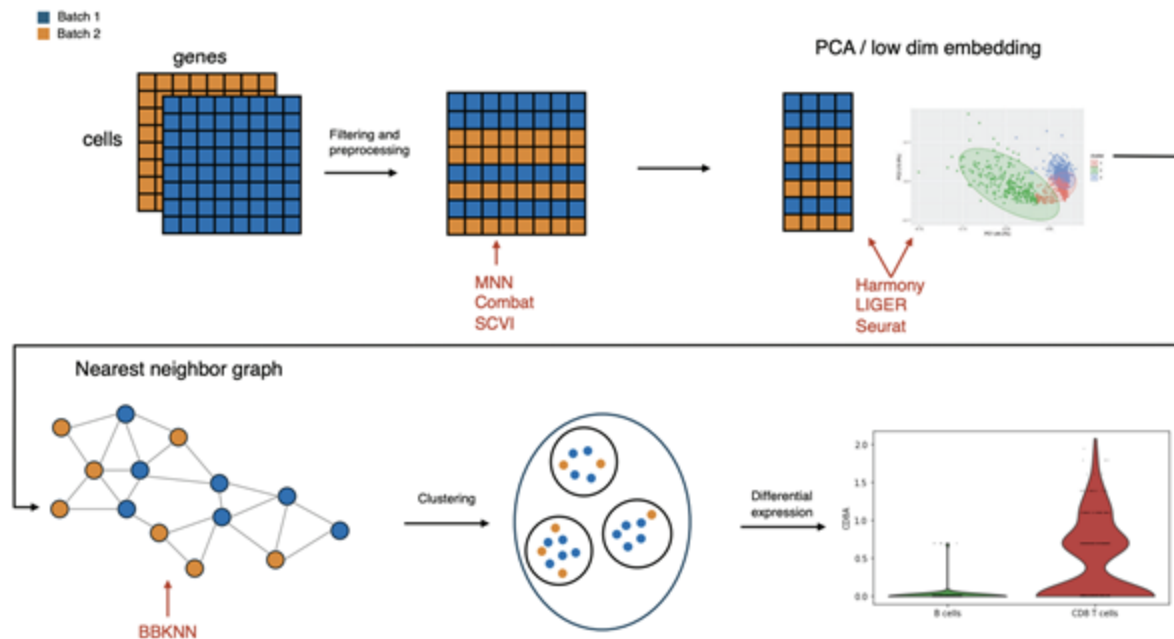 Batch 1
Batch 2
genes
cells
Filtering and
preprocessing
MNN
Combat
SCVI
PCA / low dim embedding
Harmony
LIGER
Seurat
Nearest neighbor graph
BBKNN
Clustering
Differential
expression
CD8A
2.0
1.5
1.0
0.5
0.0
B cells
CD8 T cells